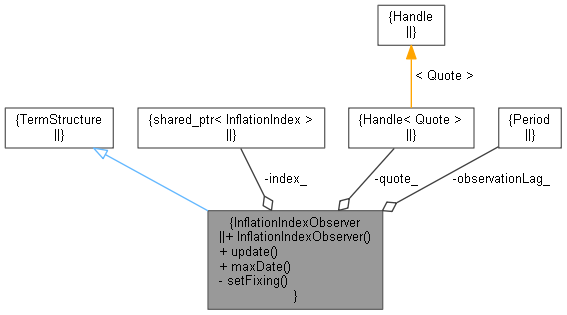 {Handle
||}
< Quote >
{TermStructure
||}
{shared_ptr< InflationIndex >
||}
{Handle< Quote >
||}
{Period
||}
-index_
-quote_
-observationLag_
{InflationIndexObserver
||+ InflationIndexObserver()
+ update()
+ maxDate()
- setFixing()
}